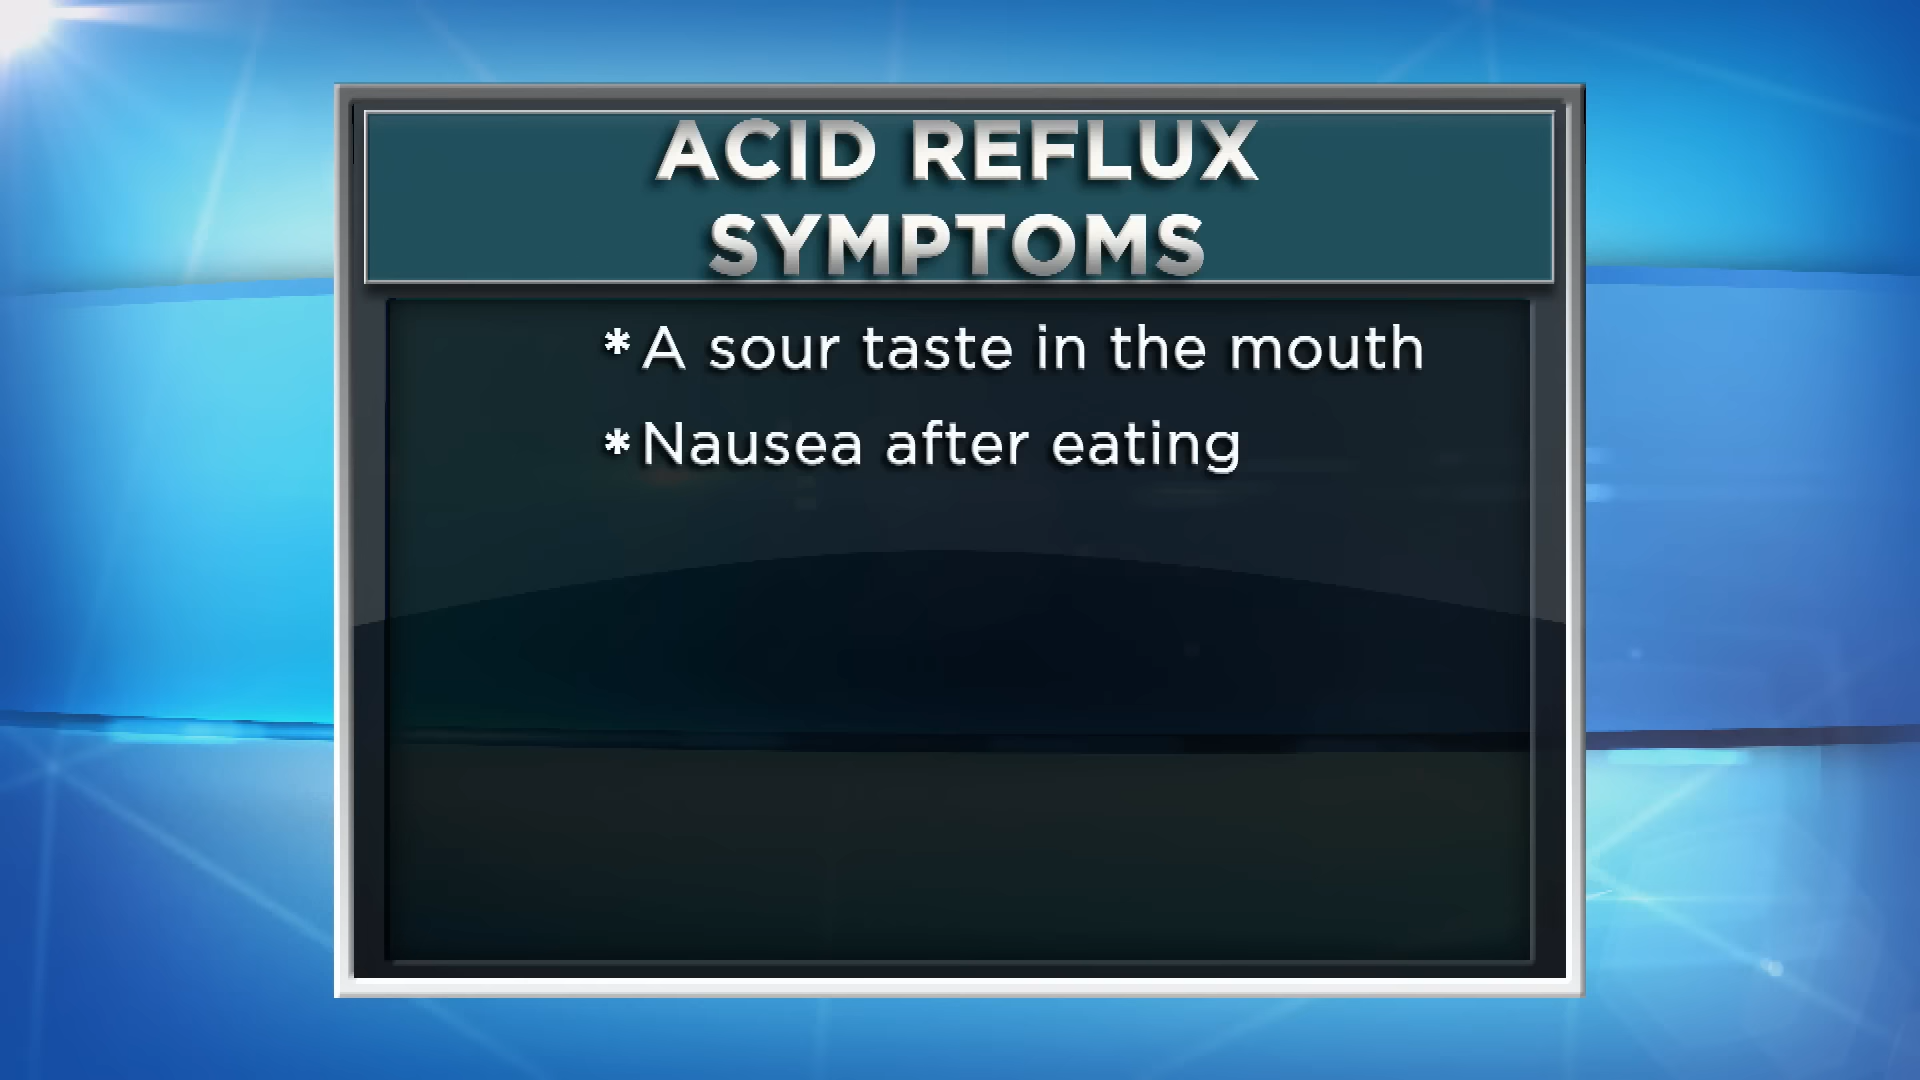 ACID REFLUX
SYMPTOMS
*A sour taste in the mouth
*Nausea after eating